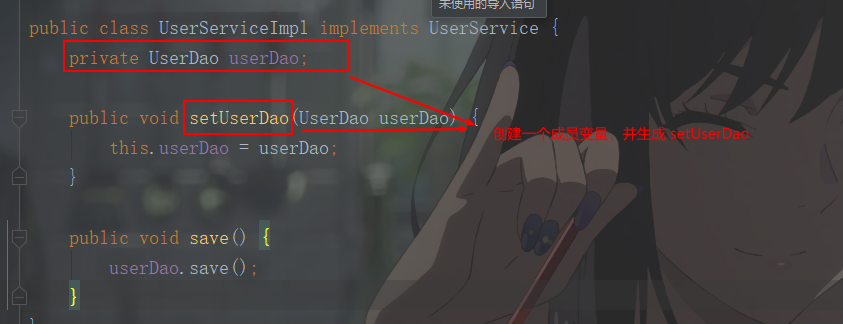 未使用的导入语句
public class UserServiceImpl implements UserService {
private UserDao userDao;
public void setUserDao(UserDao userDao) {
this.userDao = userDao;
}
创建一个成员变量，并生成 setUserDao
public void save() {
userDao.save();
}
}